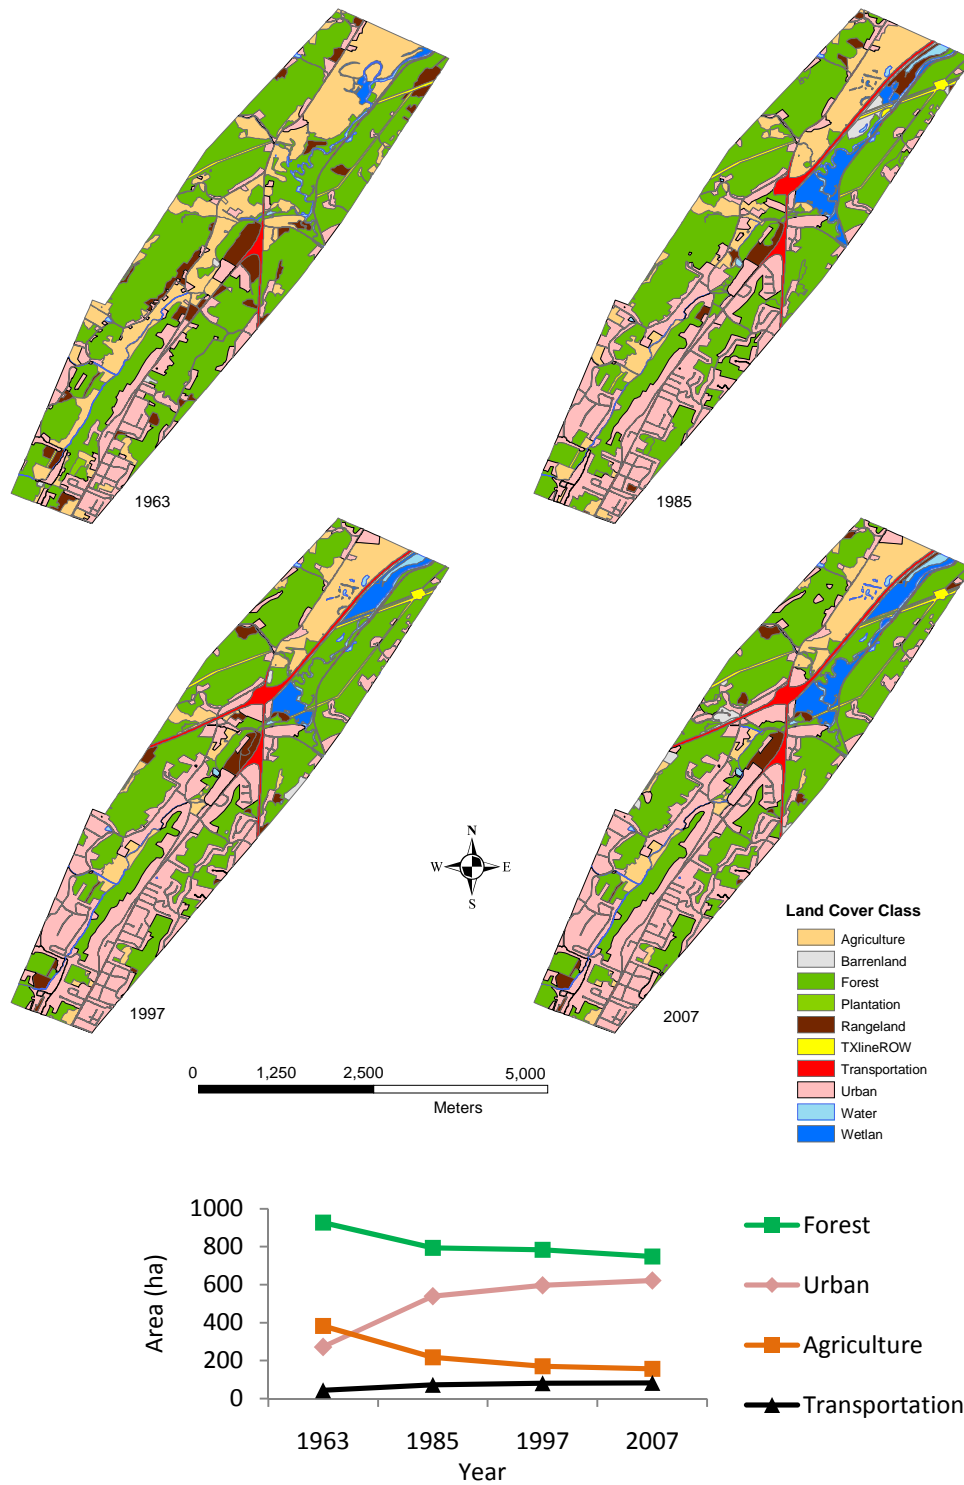 1963
1985
1997
2007
N
W
E
S
Land Cover Class
Agriculture
Barrenland
Forest
Plantation
Rangeland
TXlineROW
Transportation
Urban
Water
Wetlan
0 1,250 2,500 5,000
Meters
1000
800
600
400
200
0
Area (ha)
1963 1985 1997 2007
Year
Forest
Urban
Agriculture
Transportation